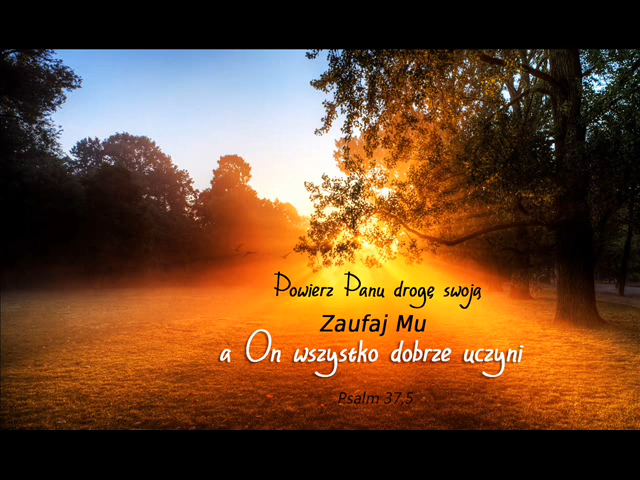 Powierz Panu drogę swoją
Zaufaj Mu
a On wszystko dobrze uczyni
Psalm 37,5